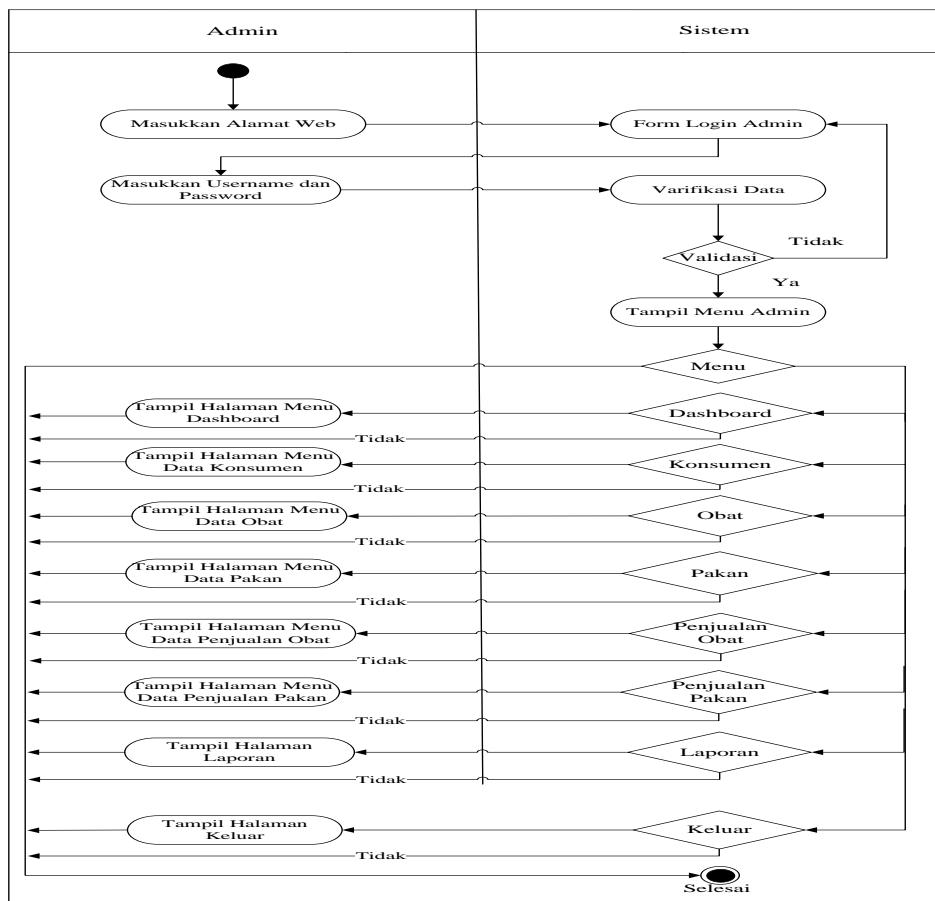 Admin
Sistem
Masukkan Alamat Web
Form Login Admin
Masukkan Username dan
Password
Varifikasi Data
Validasi
Tidak
Ya
Tampil Menu Admin
Menu
Tampil Halaman Menu
Dashboard
Dashboard
Tidak
Tampil Halaman Menu
Data Konsumen
Konsumen
Tidak
Tampil Halaman Menu
Data Obat
Obat
Tidak
Tampil Halaman Menu
Data Pakan
Pakan
Tidak
Tampil Halaman Menu
Data Penjualan Obat
Penjualan
Obat
Tidak
Tampil Halaman Menu
Data Penjualan Pakan
Penjualan
Pakan
Tidak
Tampil Halaman
Laporan
Laporan
Tidak
Tampil Halaman
Keluar
Keluar
Tidak
Selesai